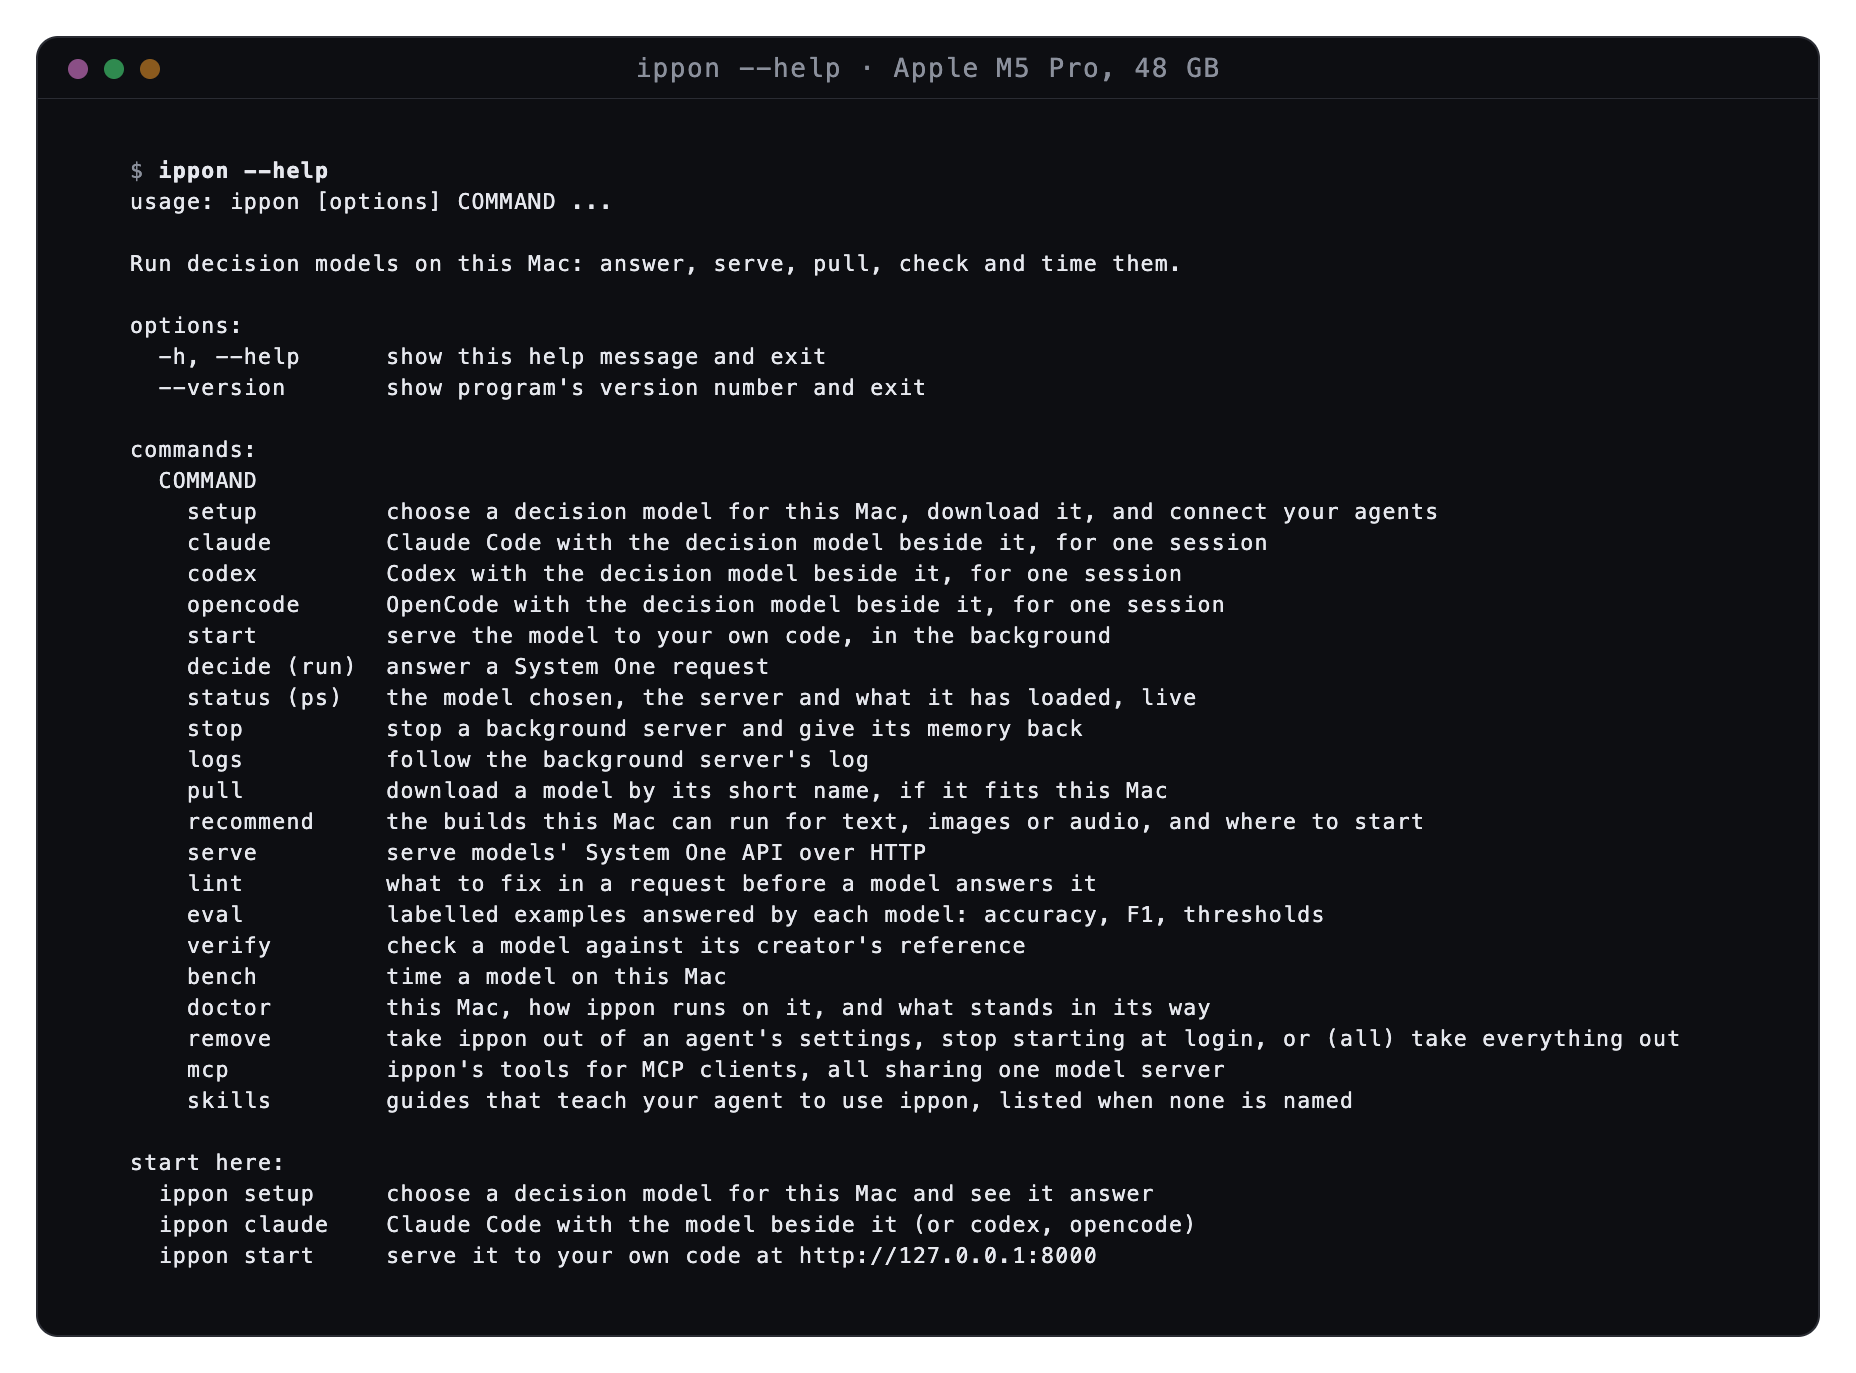 ippon --help · Apple M5 Pro, 48 GB
$ ippon --help
usage: ippon [options] COMMAND ...
Run decision models on this Mac: answer, serve, pull, check and time them.
options:
  -h, --help      show this help message and exit
  --version       show program's version number and exit
commands:
  COMMAND
    setup         choose a decision model for this Mac, download it, and connect your agents
    claude        Claude Code with the decision model beside it, for one session
    codex         Codex with the decision model beside it, for one session
    opencode      OpenCode with the decision model beside it, for one session
    start         serve the model to your own code, in the background
    decide (run)  answer a System One request
    status (ps)   the model chosen, the server and what it has loaded, live
    stop          stop a background server and give its memory back
    logs          follow the background server's log
    pull          download a model by its short name, if it fits this Mac
    recommend     the builds this Mac can run for text, images or audio, and where to start
    serve         serve models' System One API over HTTP
    lint          what to fix in a request before a model answers it
    eval          labelled examples answered by each model: accuracy, F1, thresholds
    verify        check a model against its creator's reference
    bench         time a model on this Mac
    doctor        this Mac, how ippon runs on it, and what stands in its way
    remove        take ippon out of an agent's settings, stop starting at login, or (all) take everything out
    mcp           ippon's tools for MCP clients, all sharing one model server
    skills        guides that teach your agent to use ippon, listed when none is named
start here:
  ippon setup     choose a decision model for this Mac and see it answer
  ippon claude    Claude Code with the model beside it (or codex, opencode)
  ippon start     serve it to your own code at http://127.0.0.1:8000